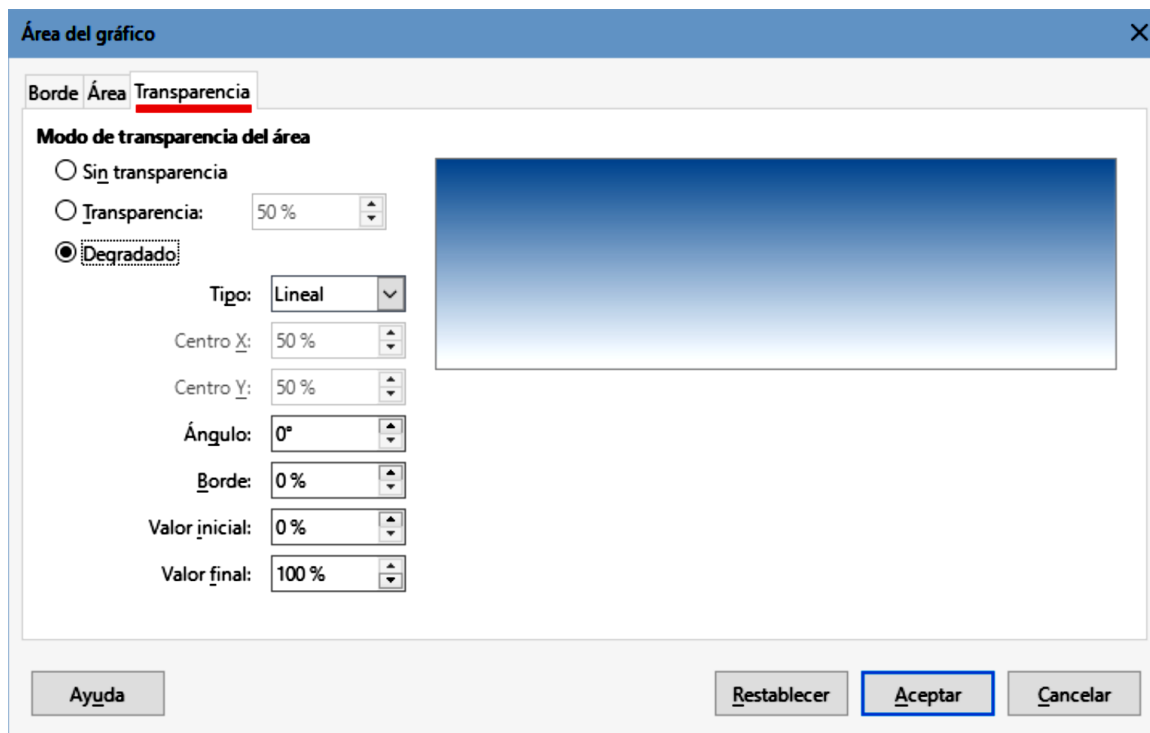 Área del gráfico
Borde Área Transparencia
Modo de transparencia del área
Sin transparencia
Transparencia: 50 %
Degradado
Tipo: Lineal
Centro X: 50 %
Centro Y: 50 %
Ángulo: 0°
Borde: 0 %
Valor inicial: 0 %
Valor final: 100 %
Ayuda Restablecer Aceptar Cancelar